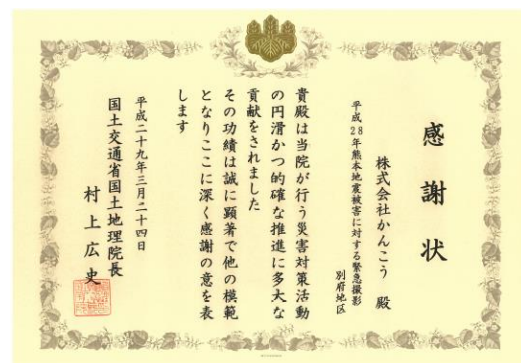 感謝状
株式会社かんこう 殿
平成28年熊本地震被害に対する緊急撮影
別府地区
貴殿は当院が行う災害対策活動
の円滑かつ的確な推進に多大な
貢献をされました
その功績は誠に顕著で他の模範
となりここに深く感謝の意を表
します
平成二十九年三月二十四日
国土交通省国土地理院長
村上広史